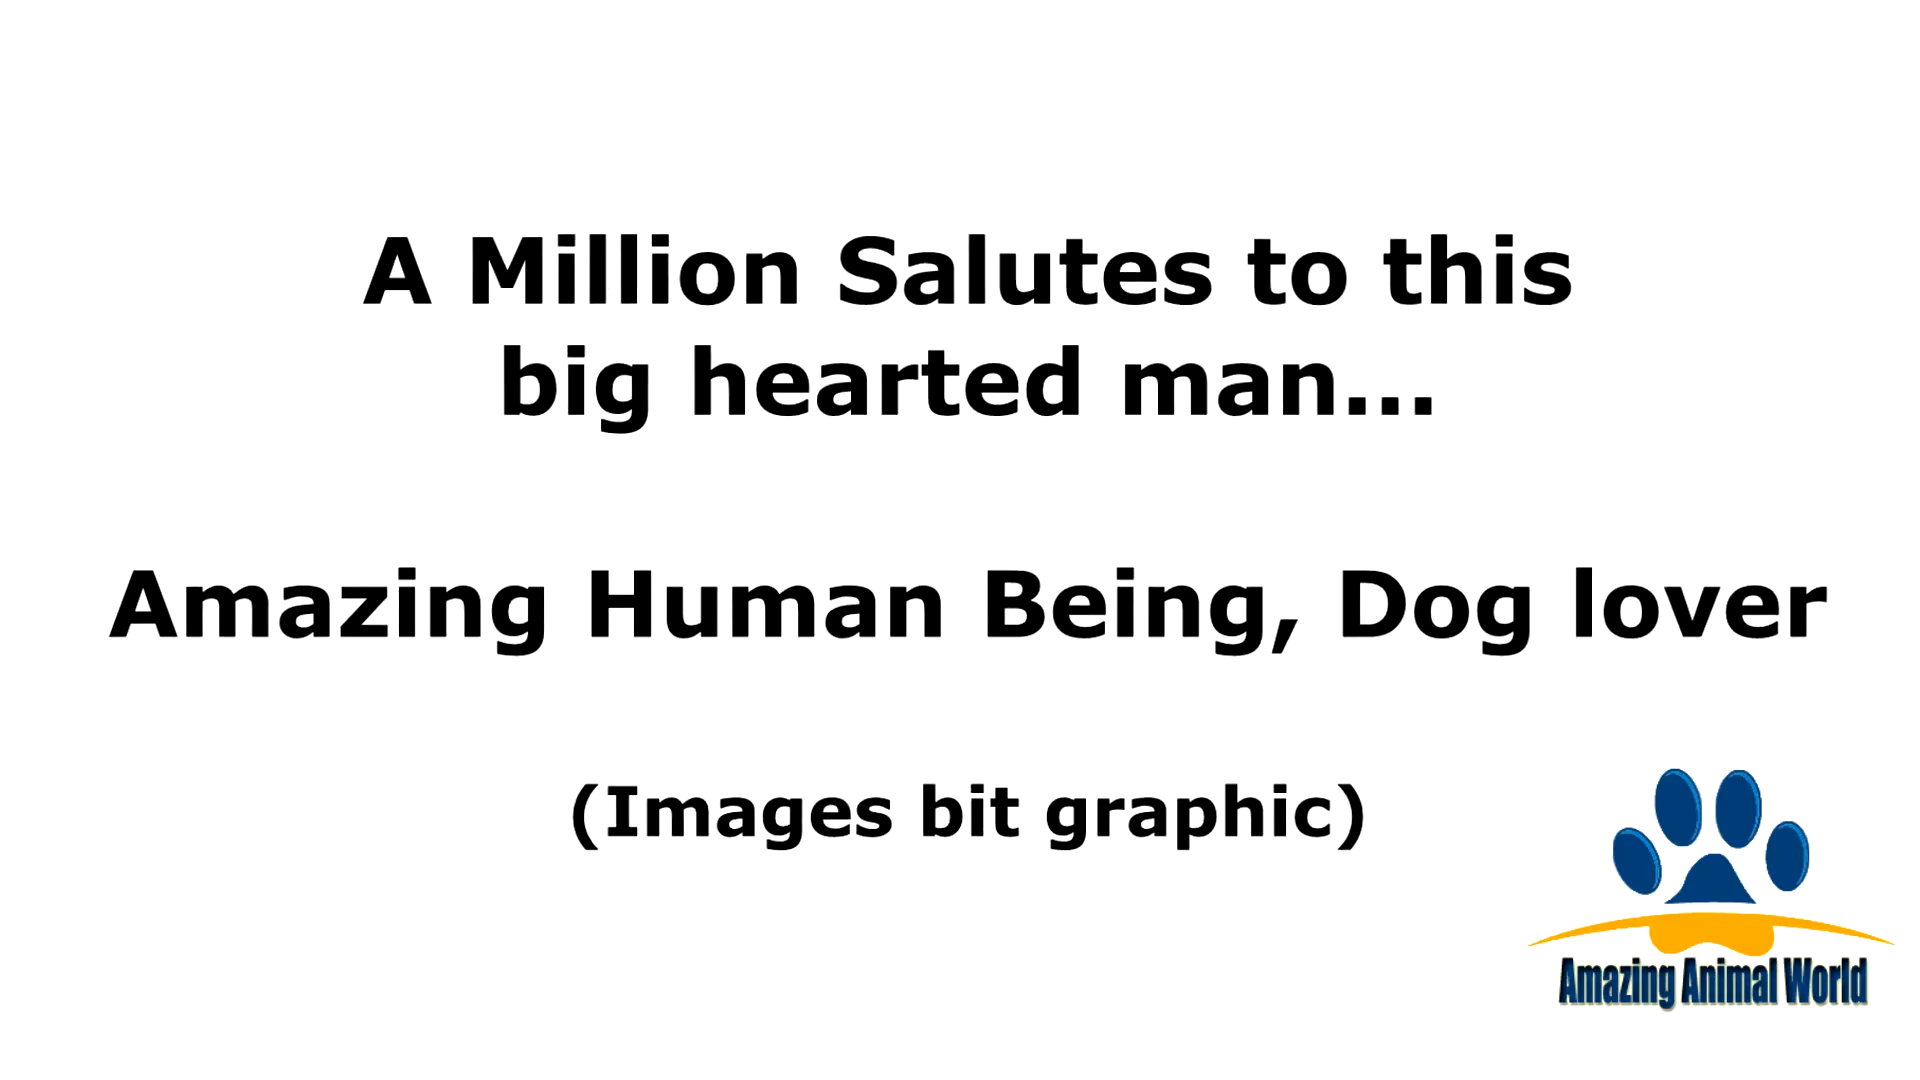 A Million Salutes to this
big hearted man...
Amazing Human Being, Dog lover
(Images bit graphic)
Amazing Animal World